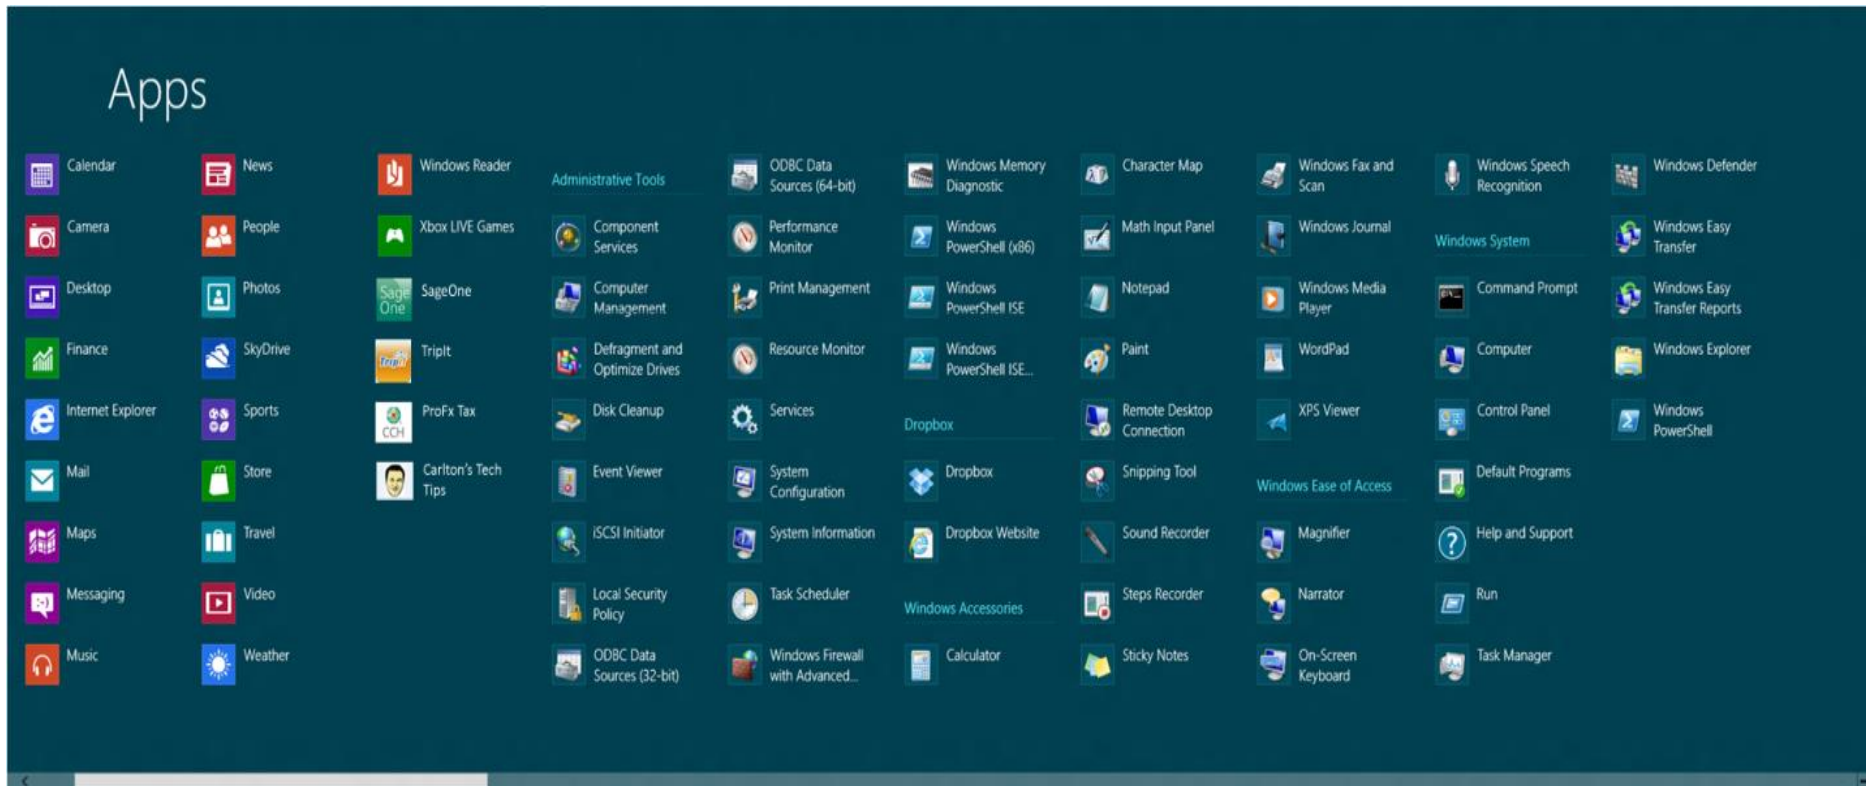 Apps
Calendar
Camera
Desktop
Finance
Internet Explorer
Mail
Maps
Messaging
Music
News
People
Photos
SkyDrive
Sports
Store
Travel
Video
Weather
Windows Reader
Xbox LIVE Games
Sage
One
SageOne
TripIt
CCH
ProFx Tax
Carlton's Tech
Tips
Administrative Tools
Component
Services
Computer
Management
Defragment and
Optimize Drives
Disk Cleanup
Event Viewer
iSCSI Initiator
Local Security
Policy
ODBC Data
Sources (32-bit)
ODBC Data
Sources (64-bit)
Performance
Monitor
Print Management
Resource Monitor
Services
System
Configuration
System Information
Task Scheduler
Windows Firewall
with Advanced...
Windows Memory
Diagnostic
Windows
PowerShell (x86)
Windows
PowerShell ISE
Windows
PowerShell ISE...
Dropbox
Dropbox
Dropbox Website
Windows Accessories
Calculator
Character Map
Math Input Panel
Notepad
Paint
Remote Desktop
Connection
Snipping Tool
Sound Recorder
Steps Recorder
Sticky Notes
Windows Fax and
Scan
Windows Journal
Windows Media
Player
WordPad
XPS Viewer
Windows Ease of Access
Magnifier
Narrator
On-Screen
Keyboard
Windows Speech
Recognition
Windows System
Command Prompt
Computer
Control Panel
Default Programs
Help and Support
Run
Task Manager
Windows Defender
Windows Easy
Transfer
Windows Easy
Transfer Reports
Windows Explorer
Windows
PowerShell